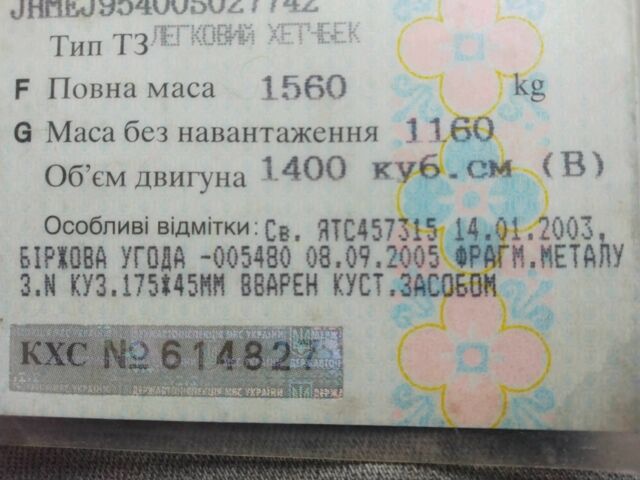 JHMEJ95400S027742
Тип ТЗ ЛЕГКОВИЙ ХЕТЧБЕК
F Повна маса 1560 kg
G Маса без навантаження 1160
Об'єм двигуна 1400 куб.см (В)
Особливі відмітки: Св. ЯТС457315 14.01.2003,
БІРЖОВА УГОДА -005480 08.09.2005 ФРАГМ.МЕТАЛУ
З.N КУЗ.175*45ММ ВВАРЕН КУСТ.ЗАСОБОМ
КХС № 614827